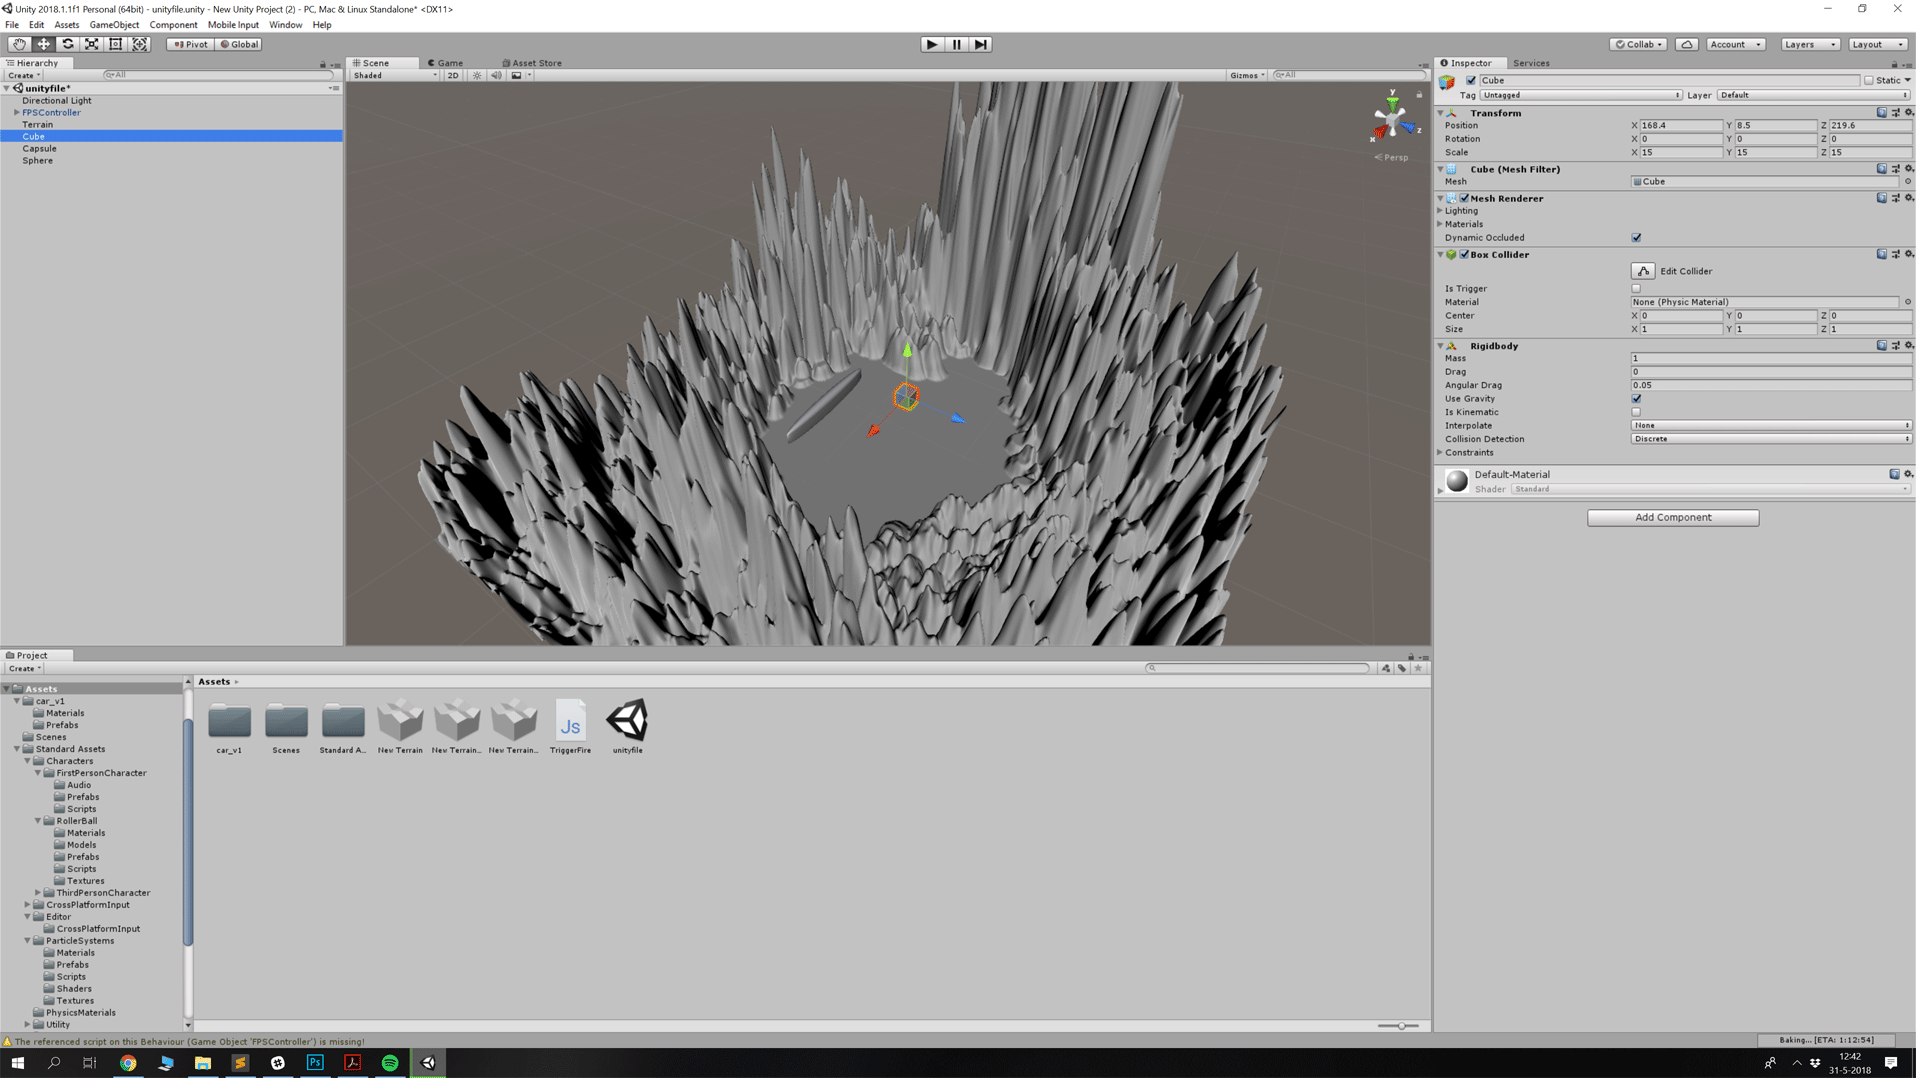 Unity 2018.1.1f1 Personal (64bit) - unityfile.unity - New Unity Project (2) - PC, Mac & Linux Standalone* <DX11>
File Edit Assets GameObject Component Mobile Input Window Help
Pivot Global Collab Account Layers Layout
Hierarchy
Create All
unityfile*
Directional Light
FPSController
Terrain
Cube
Capsule
Sphere
Scene Game Asset Store
Shaded 2D Gizmos All
y
x
z
Persp
Inspector Services
Cube Static
Tag Untagged Layer Default
Transform
Position X 168.4 Y 8.5 Z 219.6
Rotation X 0 Y 0 Z 0
Scale X 15 Y 15 Z 15
Cube (Mesh Filter)
Mesh Cube
Mesh Renderer
Lighting
Materials
Dynamic Occluded
Box Collider
Edit Collider
Is Trigger
Material None (Physic Material)
Center X 0 Y 0 Z 0
Size X 1 Y 1 Z 1
Rigidbody
Mass 1
Drag 0
Angular Drag 0.05
Use Gravity
Is Kinematic
Interpolate None
Collision Detection Discrete
Constraints
Default-Material
Shader Standard
Add Component
Project
Create
Assets
car_v1
Materials
Prefabs
Scenes
Standard Assets
Characters
FirstPersonCharacter
Audio
Prefabs
Scripts
RollerBall
Materials
Models
Prefabs
Scripts
Textures
ThirdPersonCharacter
CrossPlatformInput
Editor
CrossPlatformInput
ParticleSystems
Materials
Prefabs
Scripts
Shaders
Textures
PhysicsMaterials
Utility
Assets
Js
car_v1 Scenes Standard A... New Terrain New Terrain... New Terrain... TriggerFire unityfile
The referenced script on this Behaviour (Game Object 'FPSController') is missing!
Baking... [ETA: 1:12:54]
Ps
12:42
31-5-2018